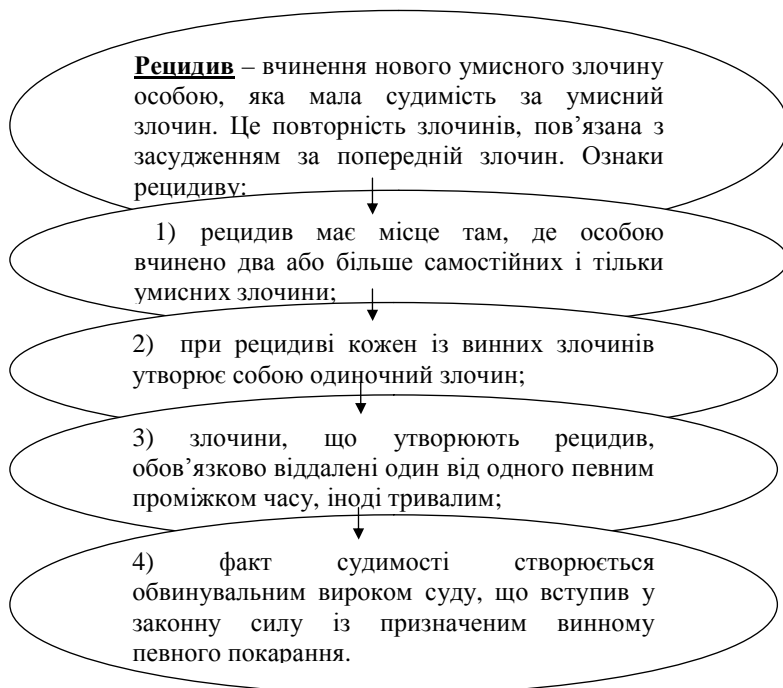 Рецидив – вчинення нового умисного злочину
особою, яка мала судимість за умисний
злочин. Це повторність злочинів, пов’язана з
засудженням за попередній злочин. Ознаки
рецидиву:
1) рецидив має місце там, де особою
вчинено два або більше самостійних і тільки
умисних злочини;
2) при рецидиві кожен із винних злочинів
утворює собою одиночний злочин;
3) злочини, що утворюють рецидив,
обов’язково віддалені один від одного певним
проміжком часу, іноді тривалим;
4) факт судимості створюється
обвинувальним вироком суду, що вступив у
законну силу із призначеним винному
певного покарання.